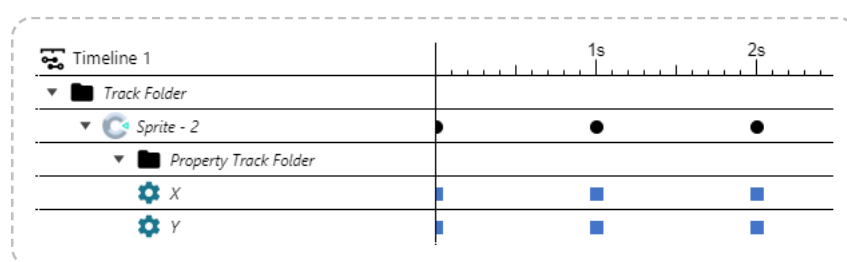 Timeline 1 1s 2s
Track Folder
Sprite - 2
Property Track Folder
X
Y